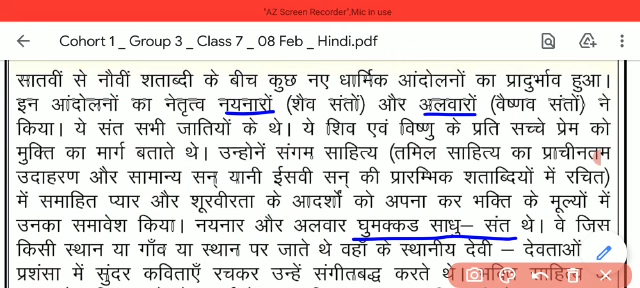 "AZ Screen Recorder",Mic in use
Cohort 1 _ Group 3 _ Class 7 _ 08 Feb _ Hindi.pdf
सातवीं से नौवीं शताब्दी के बीच कुछ नए धार्मिक आंदोलनों का प्रादुर्भाव हुआ।
इन आंदोलनों का नेतृत्व नयनारों (शैव संतों) और अलवारों (वैष्णव संतों) ने
किया। ये संत सभी जातियों के थे। ये शिव एवं विष्णु के प्रति सच्चे प्रेम को
मुक्ति का मार्ग बताते थे। उन्होनें संगम साहित्य (तमिल साहित्य का प्राचीनतम
उदाहरण और सामान्य सन् यानी ईसवी सन् की प्रारम्भिक शताब्दियों में रचित)
में समाहित प्यार और शूरवीरता के आदर्शों को अपना कर भक्ति के मूल्यों में
उनका समावेश किया। नयनार और अलवार घुमक्कड साधु– संत थे। वे जिस
किसी स्थान या गाँव या स्थान पर जाते थे वहाँ के स्थानीय देवी – देवताओं
प्रशंसा में सुंदर कविताएँ रचकर उन्हें संगीतबद्ध करते थे।